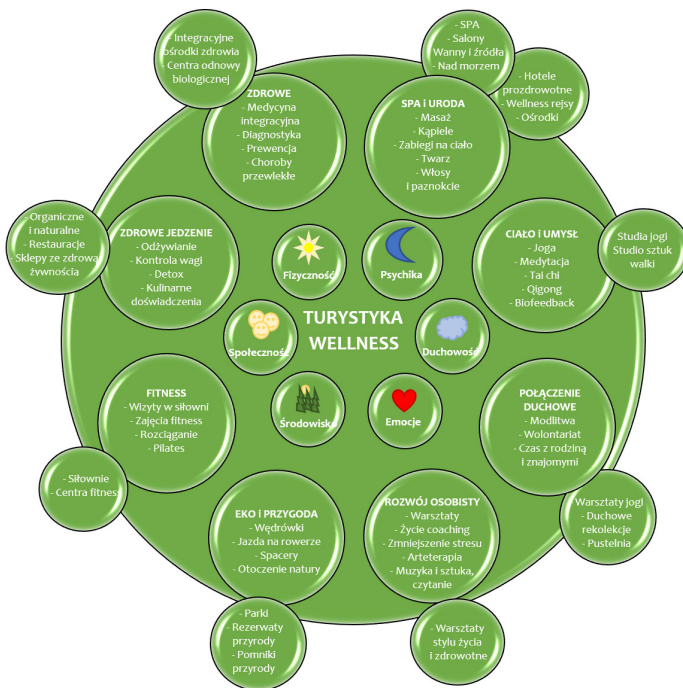 - Integracyjne
ośrodki zdrowia
- Centra odnowy
biologicznej
- SPA
- Salony
Wanny i źródła
- Nad morzem
- Hotele
prozdrowotne
- Wellness rejsy
- Ośrodki
ZDROWE
- Medycyna
integracyjna
- Diagnostyka
- Prewencja
- Choroby
przewlekłe
SPA i URODA
- Masaż
- Kąpiele
- Zabiegi na ciało
- Twarz
- Włosy
i paznokcie
- Organiczne
i naturalne
- Restauracje
- Sklepy ze zdrową
żywnością
ZDROWE JEDZENIE
- Odżywianie
- Kontrola wagi
- Detox
- Kulinarne
doświadczenia
Fizyczność
Psychika
CIAŁO i UMYSŁ
- Joga
- Medytacja
- Tai chi
- Qigong
- Biofeedback
Studia jogi
Studio sztuk
walki
Społeczność
TURYSTYKA
WELLNESS
Duchowość
FITNESS
- Wizyty w siłowni
- Zajęcia fitness
- Rozciąganie
- Pilates
Środowisko
Emocje
POŁĄCZENIE
DUCHOWE
- Modlitwa
- Wolontariat
- Czas z rodziną
i znajomymi
- Siłownie
- Centra fitness
EKO i PRZYGODA
- Wędrówki
- Jazda na rowerze
- Spacery
- Otoczenie natury
ROZWÓJ OSOBISTY
- Warsztaty
- Życie coaching
- Zmniejszenie stresu
- Arteterapia
- Muzyka i sztuka,
czytanie
Warsztaty jogi
- Duchowe
rekolekcje
- Pustelnia
- Parki
- Rezerwaty
przyrody
- Pomniki
przyrody
- Warsztaty
stylu życia
i zdrowotne